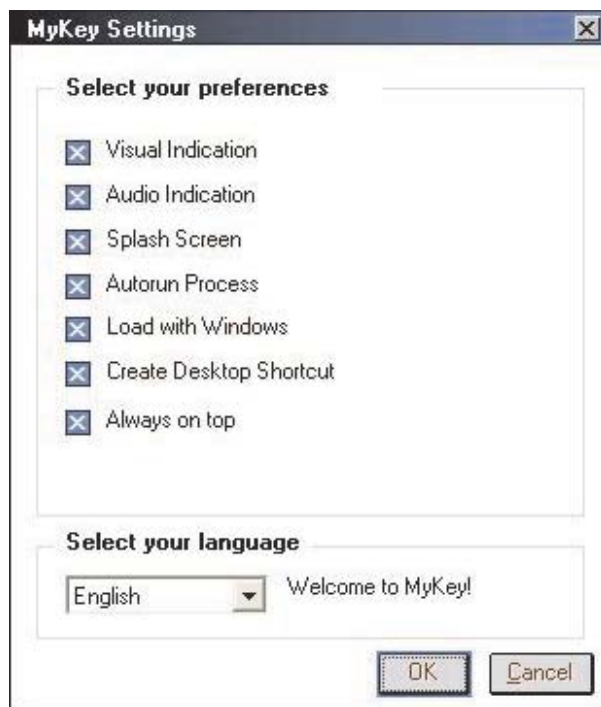 MyKey Settings
Select your preferences
Visual Indication
Audio Indication
Splash Screen
Autorun Process
Load with Windows
Create Desktop Shortcut
Always on top
Select your language
English
Welcome to MyKey!
OK
Cancel